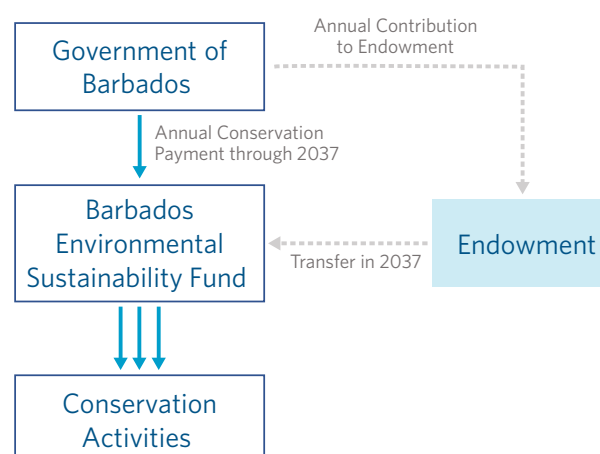 Government of
Barbados
Annual Contribution
to Endowment
Annual Conservation
Payment through 2037
Barbados
Environmental
Sustainability Fund
Endowment
Transfer in 2037
Conservation
Activities